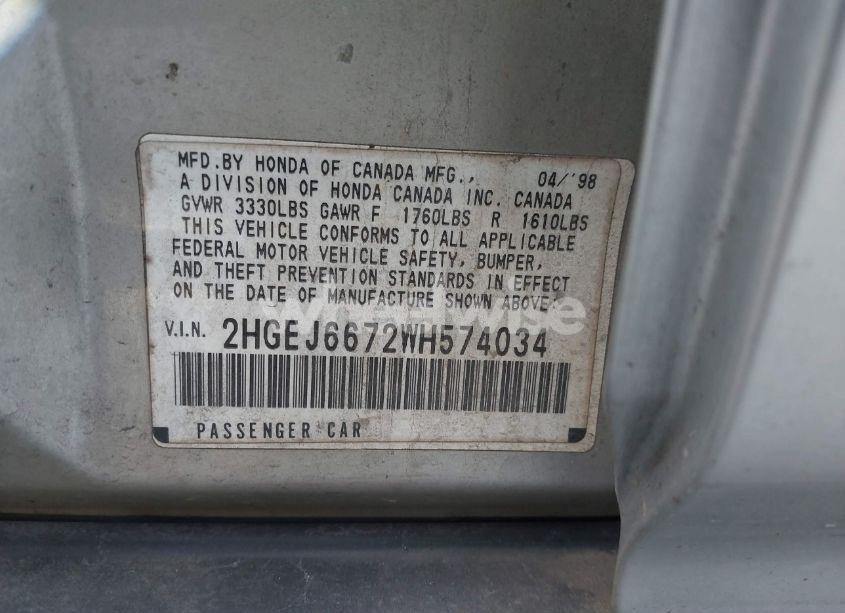 MFD.BY HONDA OF CANADA MFG., 04/'98
A DIVISION OF HONDA CANADA INC. CANADA
GVWR 3330LBS GAWR F 1760LBS R 1610LBS
THIS VEHICLE CONFORMS TO ALL APPLICABLE
FEDERAL MOTOR VEHICLE SAFETY, BUMPER,
AND THEFT PREVENTION STANDARDS IN EFFECT
ON THE DATE OF MANUFACTURE SHOWN ABOVE.
V.I.N. 2HGEJ6672WH574034
PASSENGER CAR